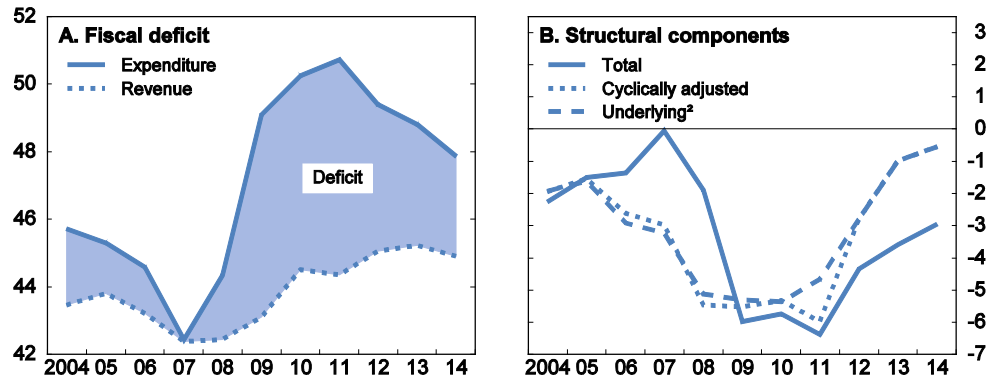 A. Fiscal deficit
Expenditure
Revenue
Deficit
52
50
48
46
44
42
2004 05 06 07 08 09 10 11 12 13 14
B. Structural components
Total
Cyclically adjusted
Underlying²
3
2
1
0
-1
-2
-3
-4
-5
-6
-7
2004 05 06 07 08 09 10 11 12 13 14